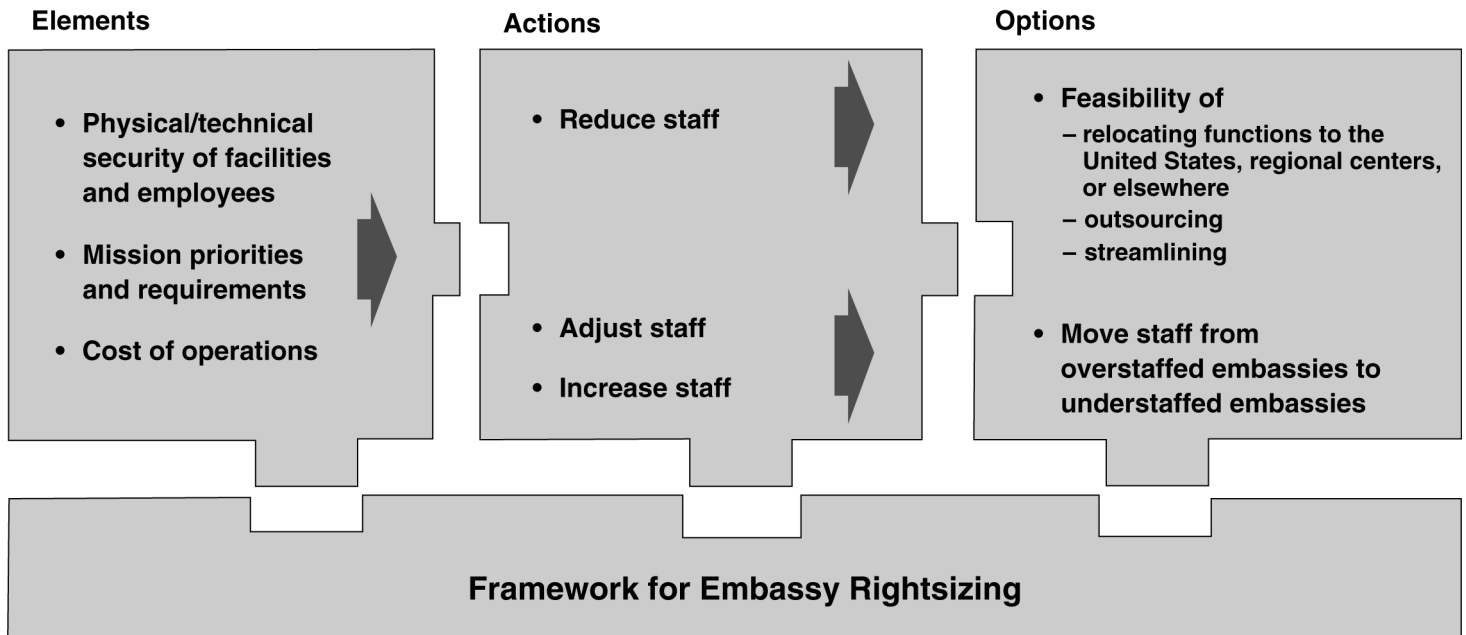 Elements
• Physical/technical
security of facilities
and employees
• Mission priorities
and requirements
• Cost of operations
Actions
• Reduce staff
• Adjust staff
• Increase staff
Options
• Feasibility of
– relocating functions to the
United States, regional centers,
or elsewhere
– outsourcing
– streamlining
• Move staff from
overstaffed embassies to
understaffed embassies
Framework for Embassy Rightsizing